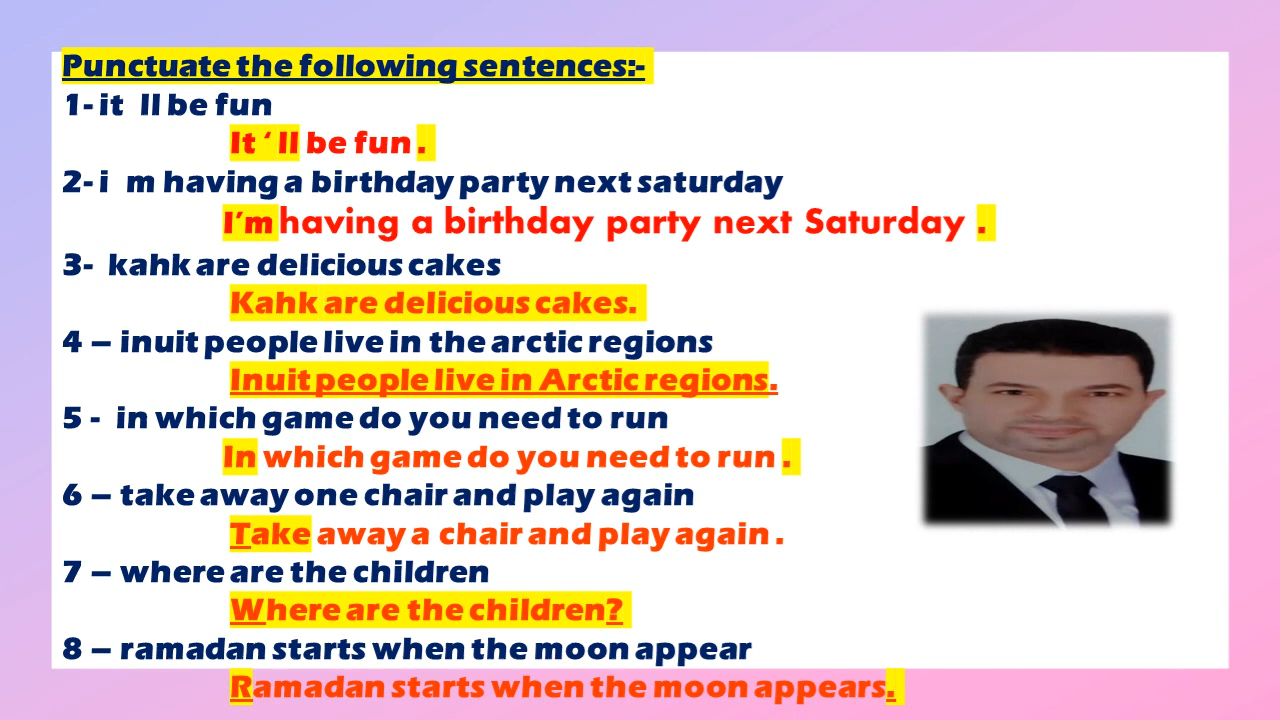 Punctuate the following sentences:-
1- it ll be fun
It ‘ ll be fun .
2- i m having a birthday party next saturday
I’m having a birthday party next Saturday .
3- kahk are delicious cakes
Kahk are delicious cakes.
4 – inuit people live in the arctic regions
Inuit people live in Arctic regions.
5 - in which game do you need to run
In which game do you need to run .
6 – take away one chair and play again
Take away a chair and play again .
7 – where are the children
Where are the children?
8 – ramadan starts when the moon appear
Ramadan starts when the moon appears.